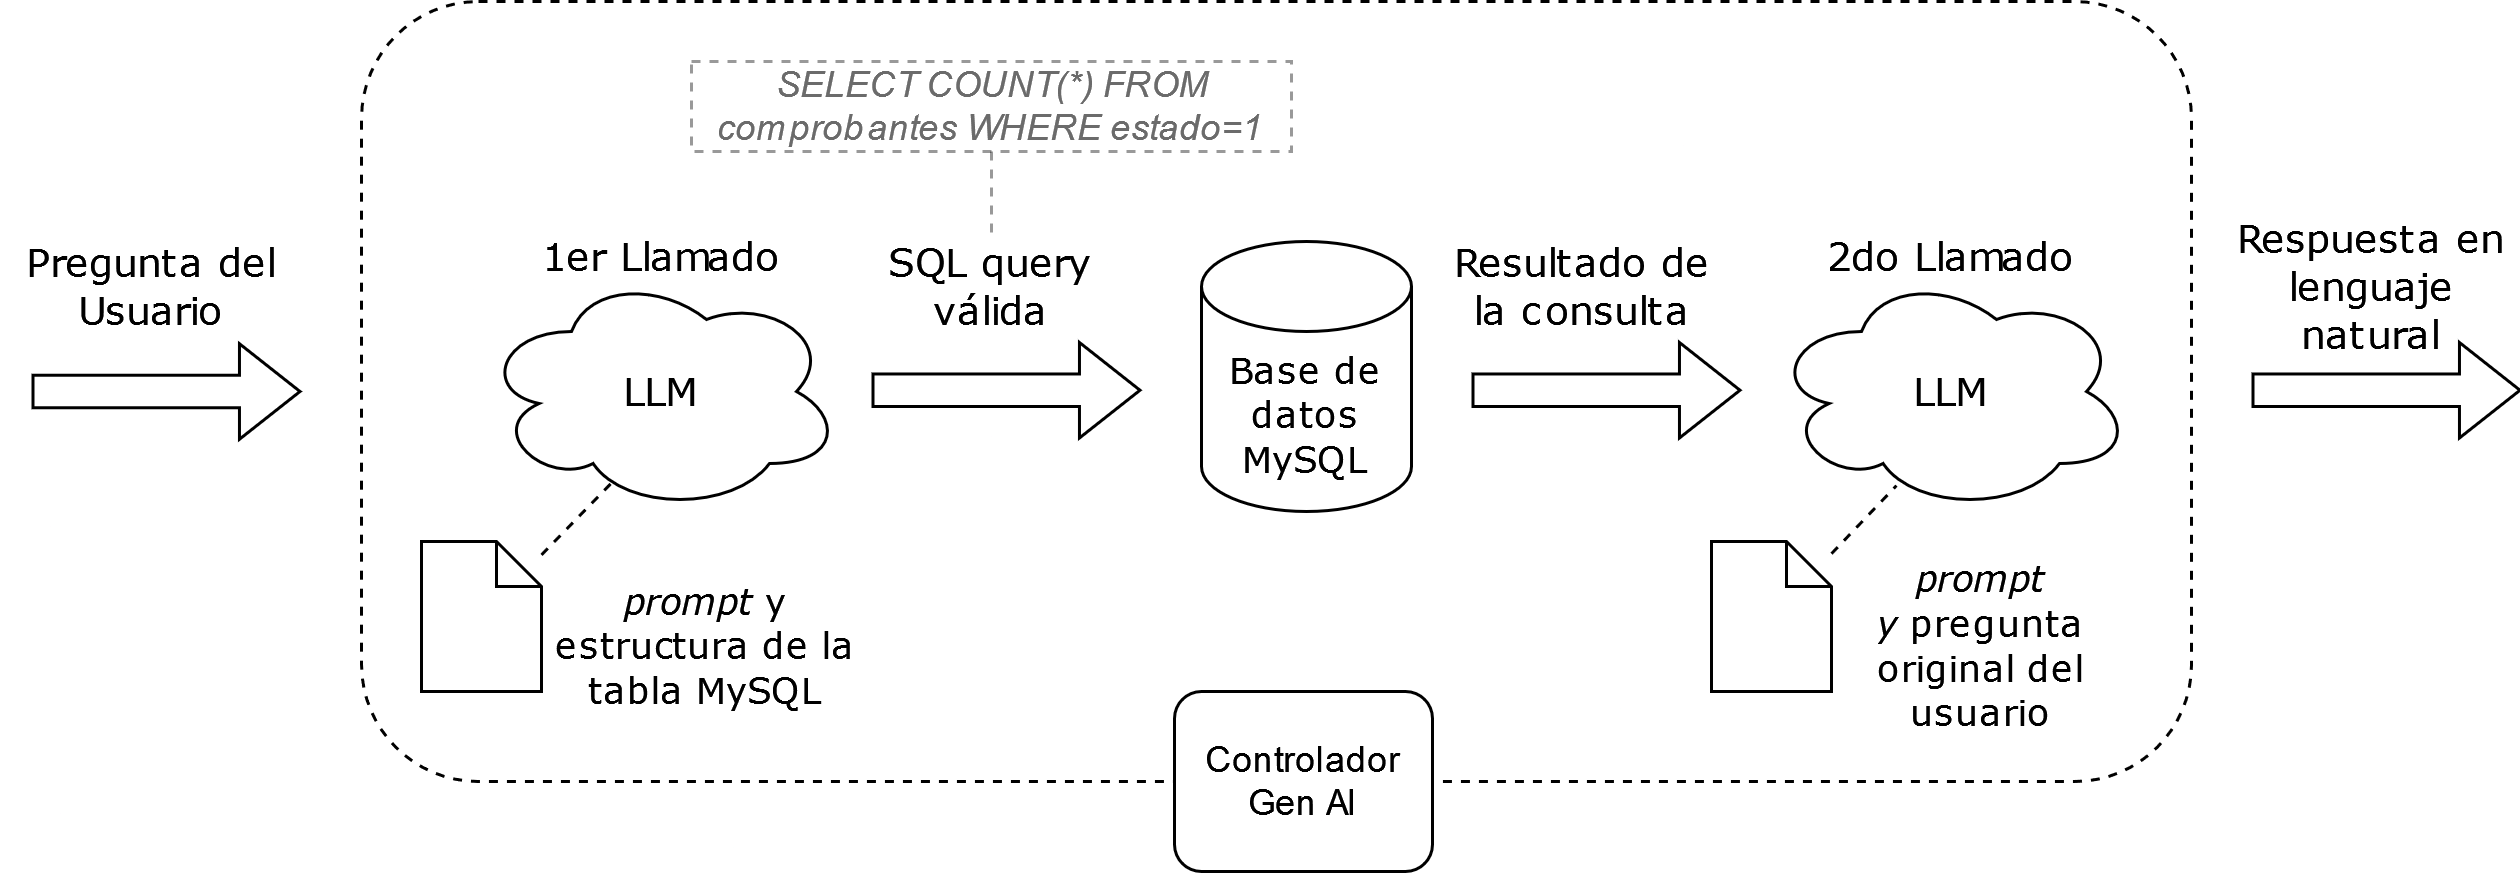 SELECT COUNT(*) FROM
comprobantes WHERE estado=1
Pregunta del
Usuario
1er Llamado
LLM
prompt y
estructura de la
tabla MySQL
SQL query
válida
Base de
datos
MySQL
Resultado de
la consulta
2do Llamado
LLM
prompt
y pregunta
original del
usuario
Respuesta en
lenguaje
natural
Controlador
Gen AI